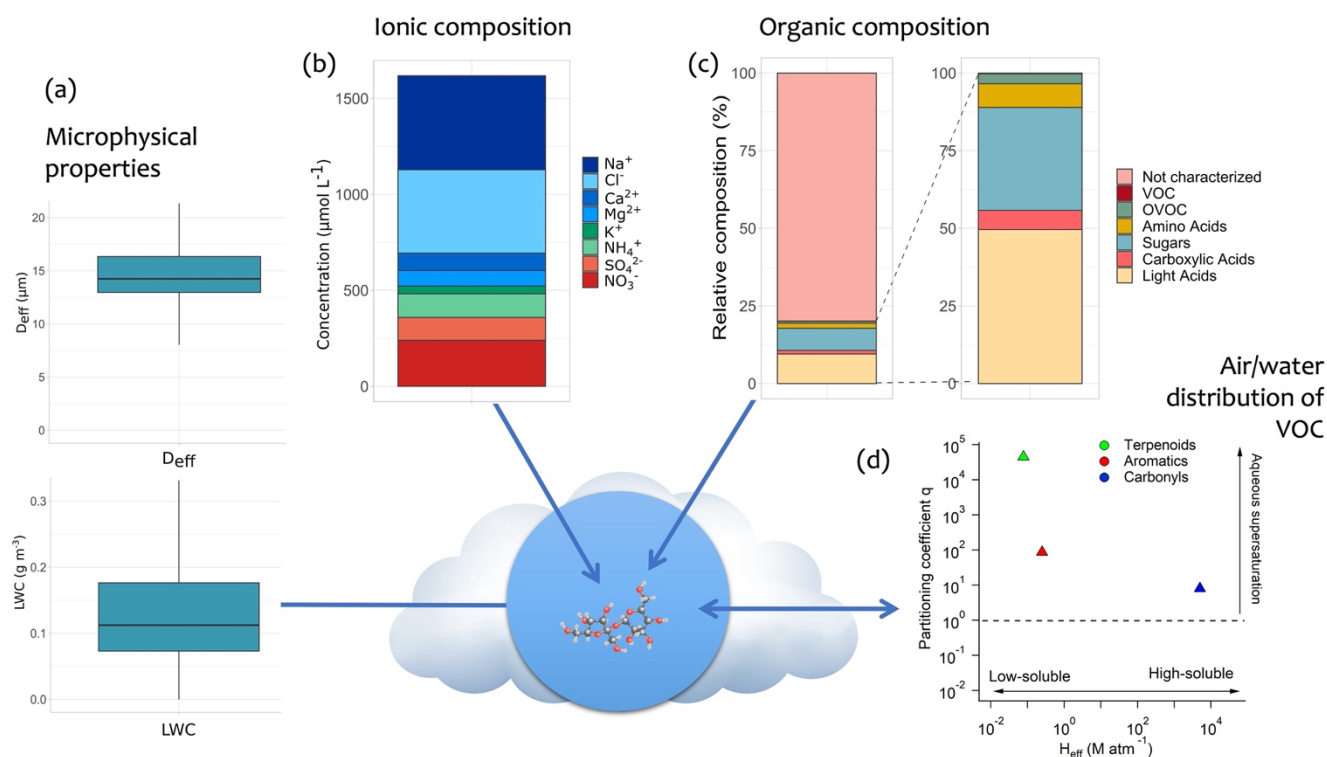 Ionic composition
Organic composition
(a)
Microphysical
properties
20
15
10
5
0
D_eff (µm)
D_eff
0.3
0.2
0.1
0.0
LWC (g m⁻³)
LWC
(b)
1500
1000
500
0
Concentration (µmol L⁻¹)
Na⁺
Cl⁻
Ca²⁺
Mg²⁺
K⁺
NH₄⁺
SO₄²⁻
NO₃⁻
(c)
100
75
50
25
0
Relative composition (%)
100
75
50
25
0
Not characterized
VOC
OVOC
Amino Acids
Sugars
Carboxylic Acids
Light Acids
Air/water
distribution of
VOC
(d)
10⁵
10⁴
10³
10²
10¹
10⁰
10⁻¹
10⁻²
Partitioning coefficient q
Terpenoids
Aromatics
Carbonyls
Aqueous supersaturation
Low-soluble
High-soluble
10⁻²
10⁰
10²
10⁴
H_eff (M atm⁻¹)